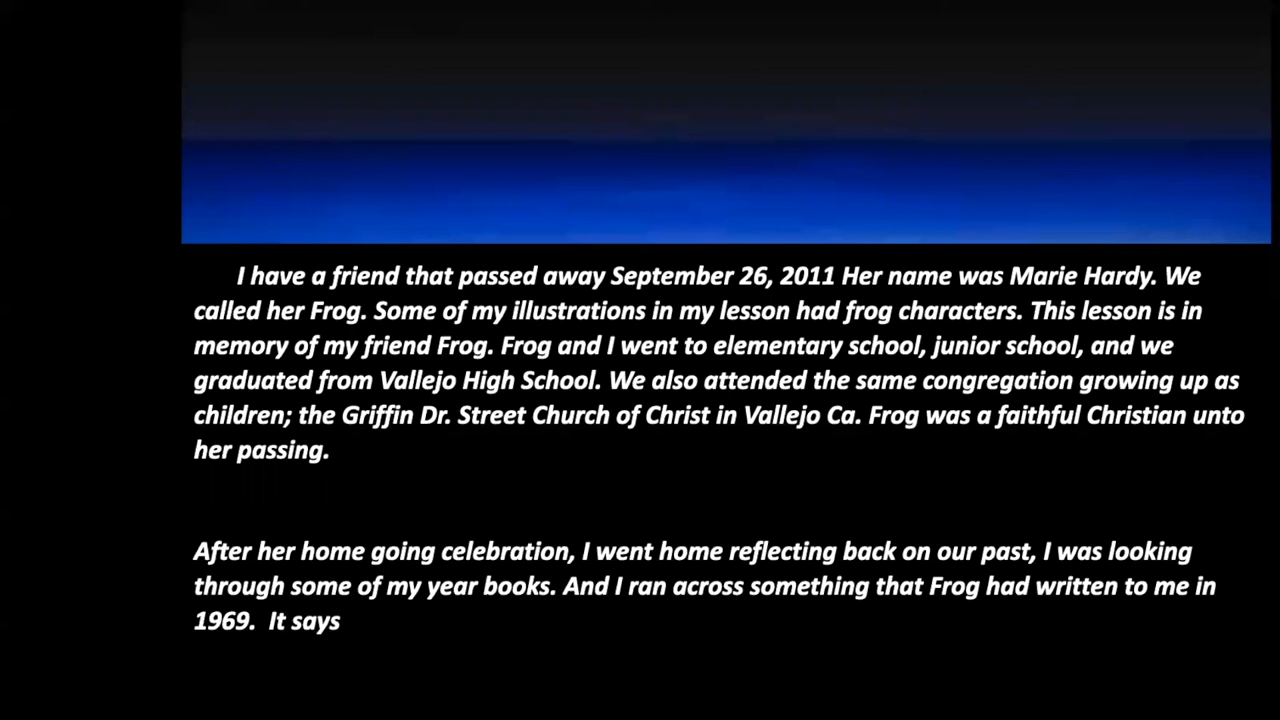 I have a friend that passed away September 26, 2011 Her name was Marie Hardy. We
called her Frog. Some of my illustrations in my lesson had frog characters. This lesson is in
memory of my friend Frog. Frog and I went to elementary school, junior school, and we
graduated from Vallejo High School. We also attended the same congregation growing up as
children; the Griffin Dr. Street Church of Christ in Vallejo Ca. Frog was a faithful Christian unto
her passing.
After her home going celebration, I went home reflecting back on our past, I was looking
through some of my year books. And I ran across something that Frog had written to me in
1969. It says